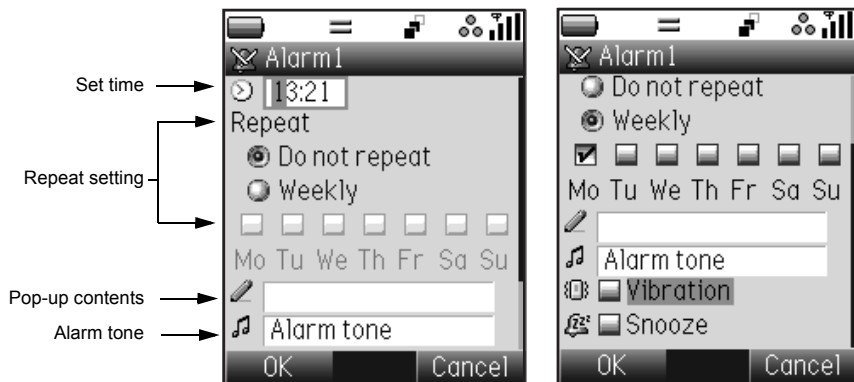 Set time
Repeat setting
Pop-up contents
Alarm tone
Alarm1
13:21
Repeat
Do not repeat
Weekly
Mo Tu We Th Fr Sa Su
Alarm tone
OK Cancel
Alarm1
Do not repeat
Weekly
Mo Tu We Th Fr Sa Su
Alarm tone
Vibration
Snooze
OK Cancel